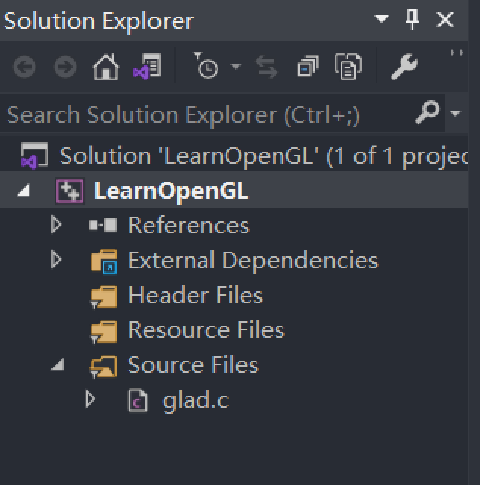 Solution Explorer
Search Solution Explorer (Ctrl+;)
Solution 'LearnOpenGL' (1 of 1 projec
LearnOpenGL
References
External Dependencies
Header Files
Resource Files
Source Files
glad.c